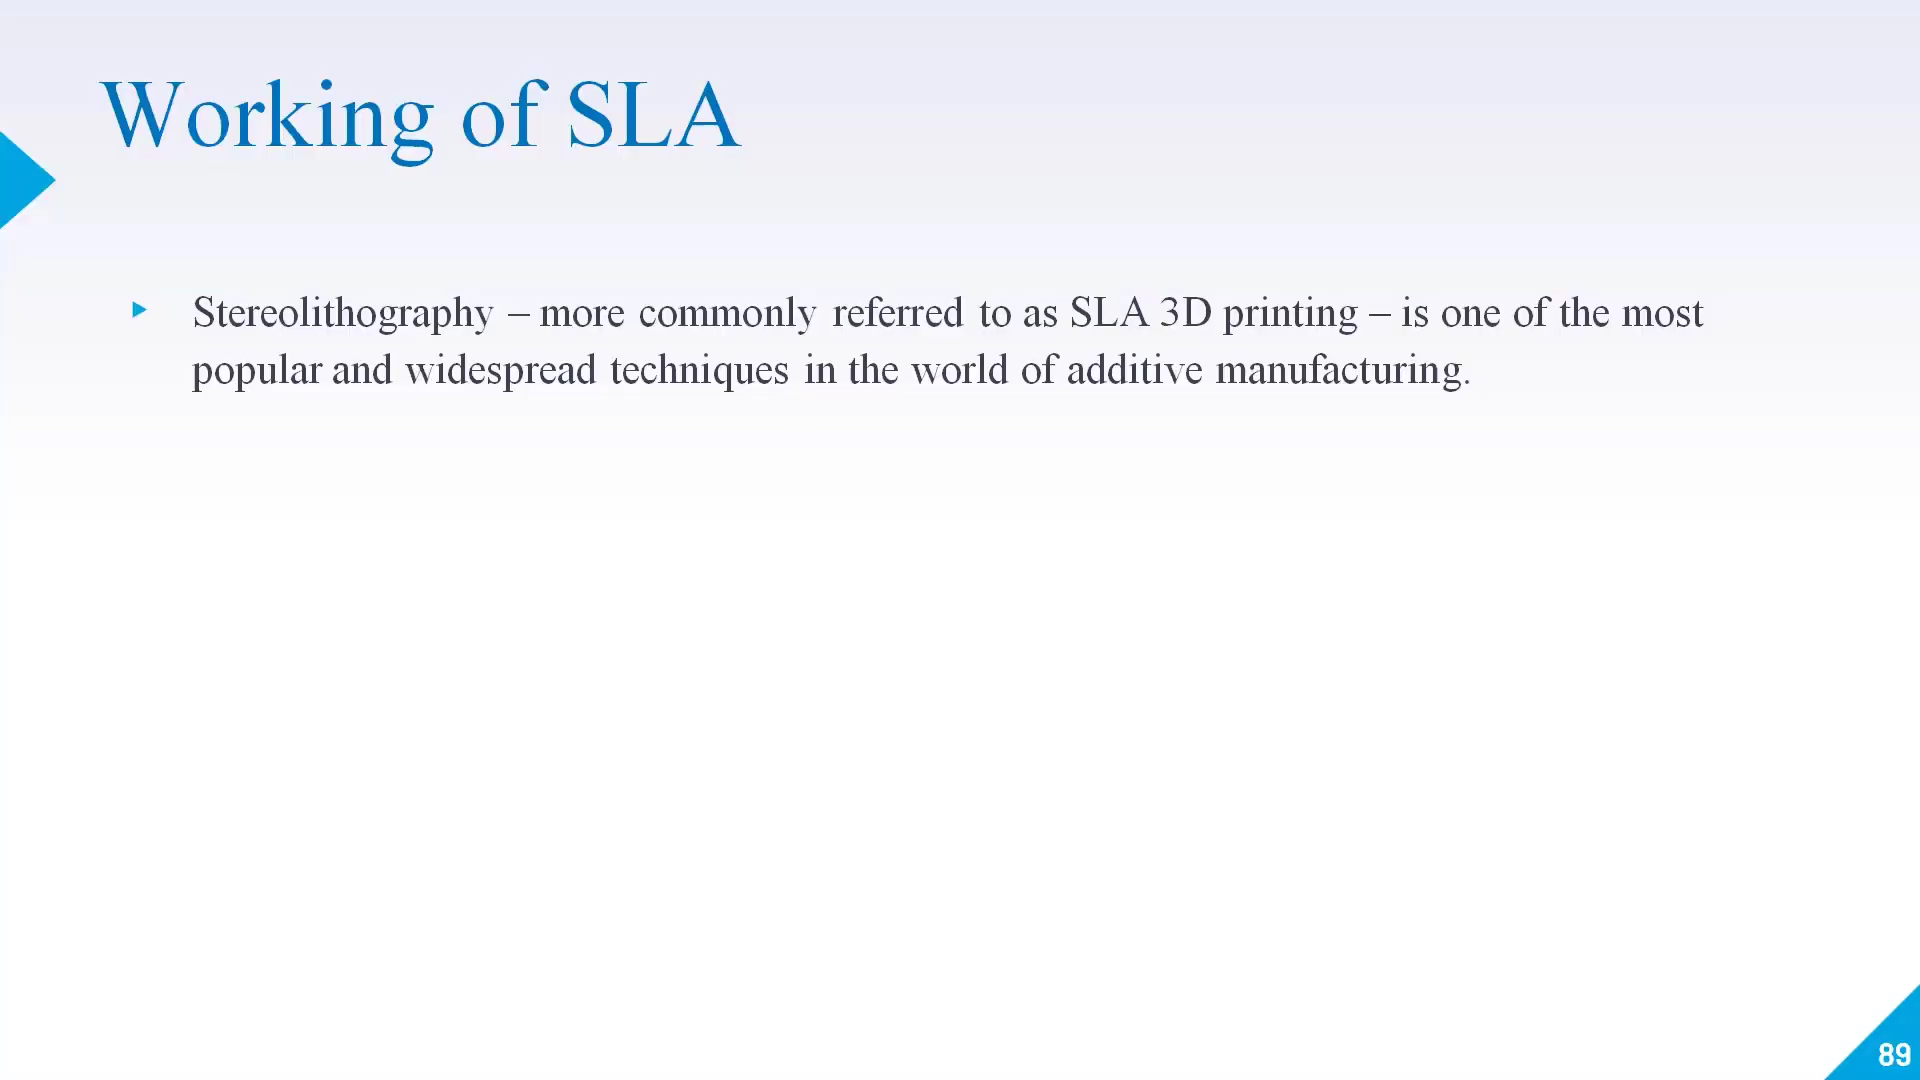 Working of SLA
Stereolithography – more commonly referred to as SLA 3D printing – is one of the most
popular and widespread techniques in the world of additive manufacturing.
89